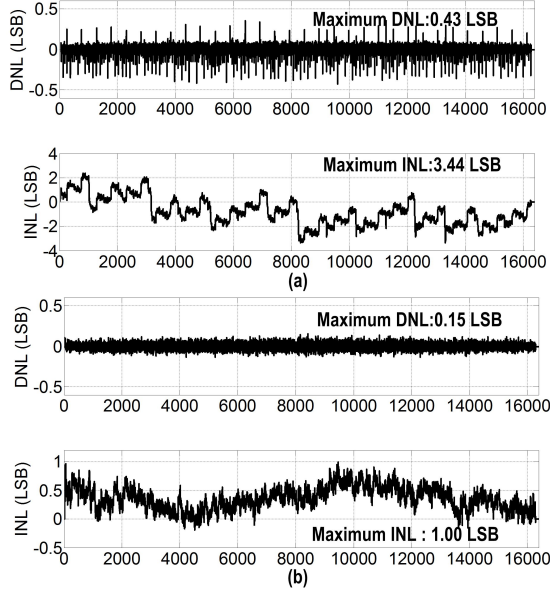 0.5
Maximum DNL:0.43 LSB
DNL (LSB)
0
-0.5
0 2000 4000 6000 8000 10000 12000 14000 16000
4
Maximum INL:3.44 LSB
2
INL (LSB)
0
-2
-4
0 2000 4000 6000 8000 10000 12000 14000 16000
(a)
0.5
Maximum DNL:0.15 LSB
DNL (LSB)
0
-0.5
0 2000 4000 6000 8000 10000 12000 14000 16000
1
INL (LSB)
0.5
0
Maximum INL : 1.00 LSB
-0.5
0 2000 4000 6000 8000 10000 12000 14000 16000
(b)